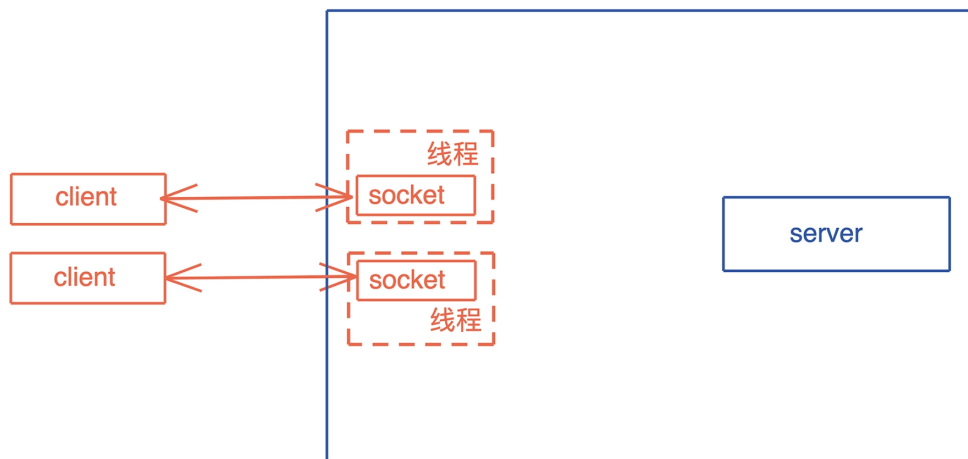 线程
client
socket
server
client
socket
线程